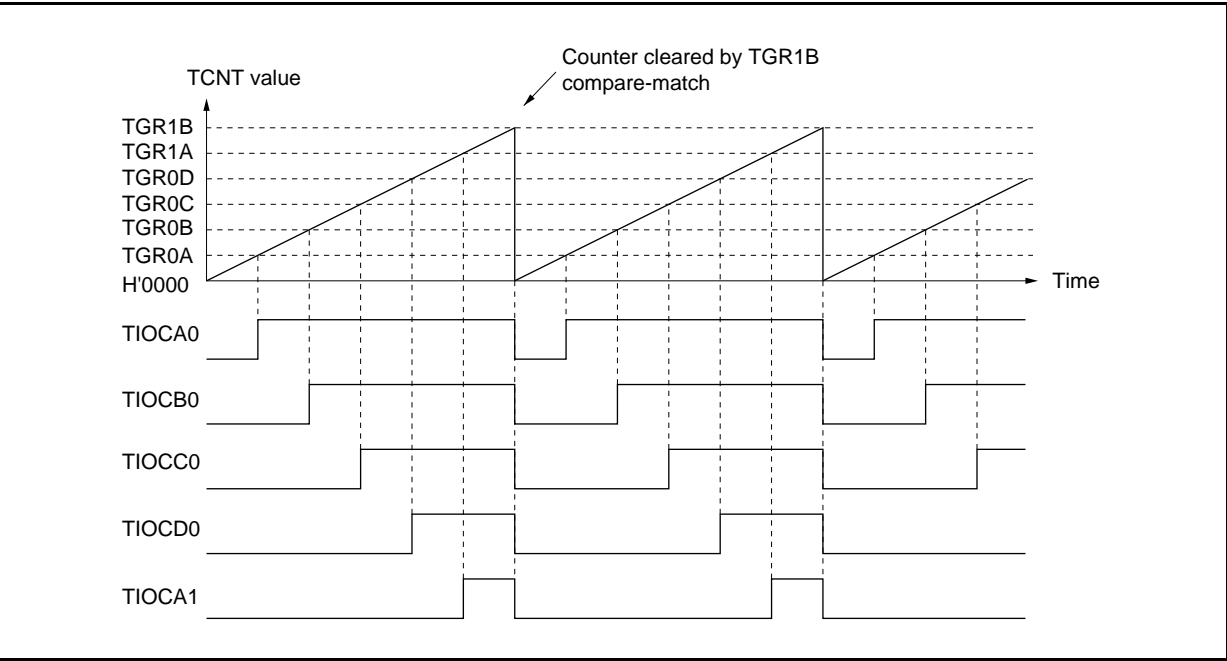 Counter cleared by TGR1B
compare-match
TCNT value
TGR1B
TGR1A
TGR0D
TGR0C
TGR0B
TGR0A
H'0000
Time
TIOCA0
TIOCB0
TIOCC0
TIOCD0
TIOCA1